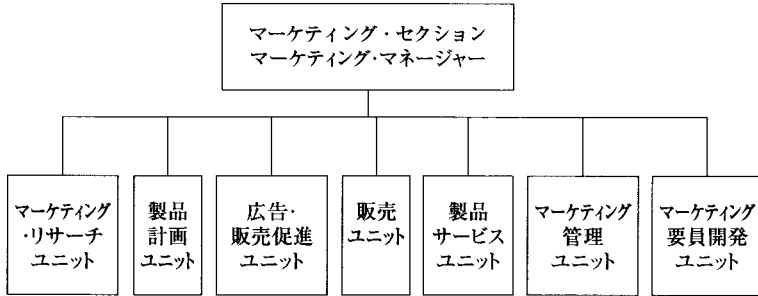 マーケティング・セクション
マーケティング・マネージャー
マーケティング
・リサーチ
ユニット
製品
計画
ユニット
広告・
販売促進
ユニット
販売
ユニット
製品
サービス
ユニット
マーケティング
管理
ユニット
マーケティング
要員開発
ユニット